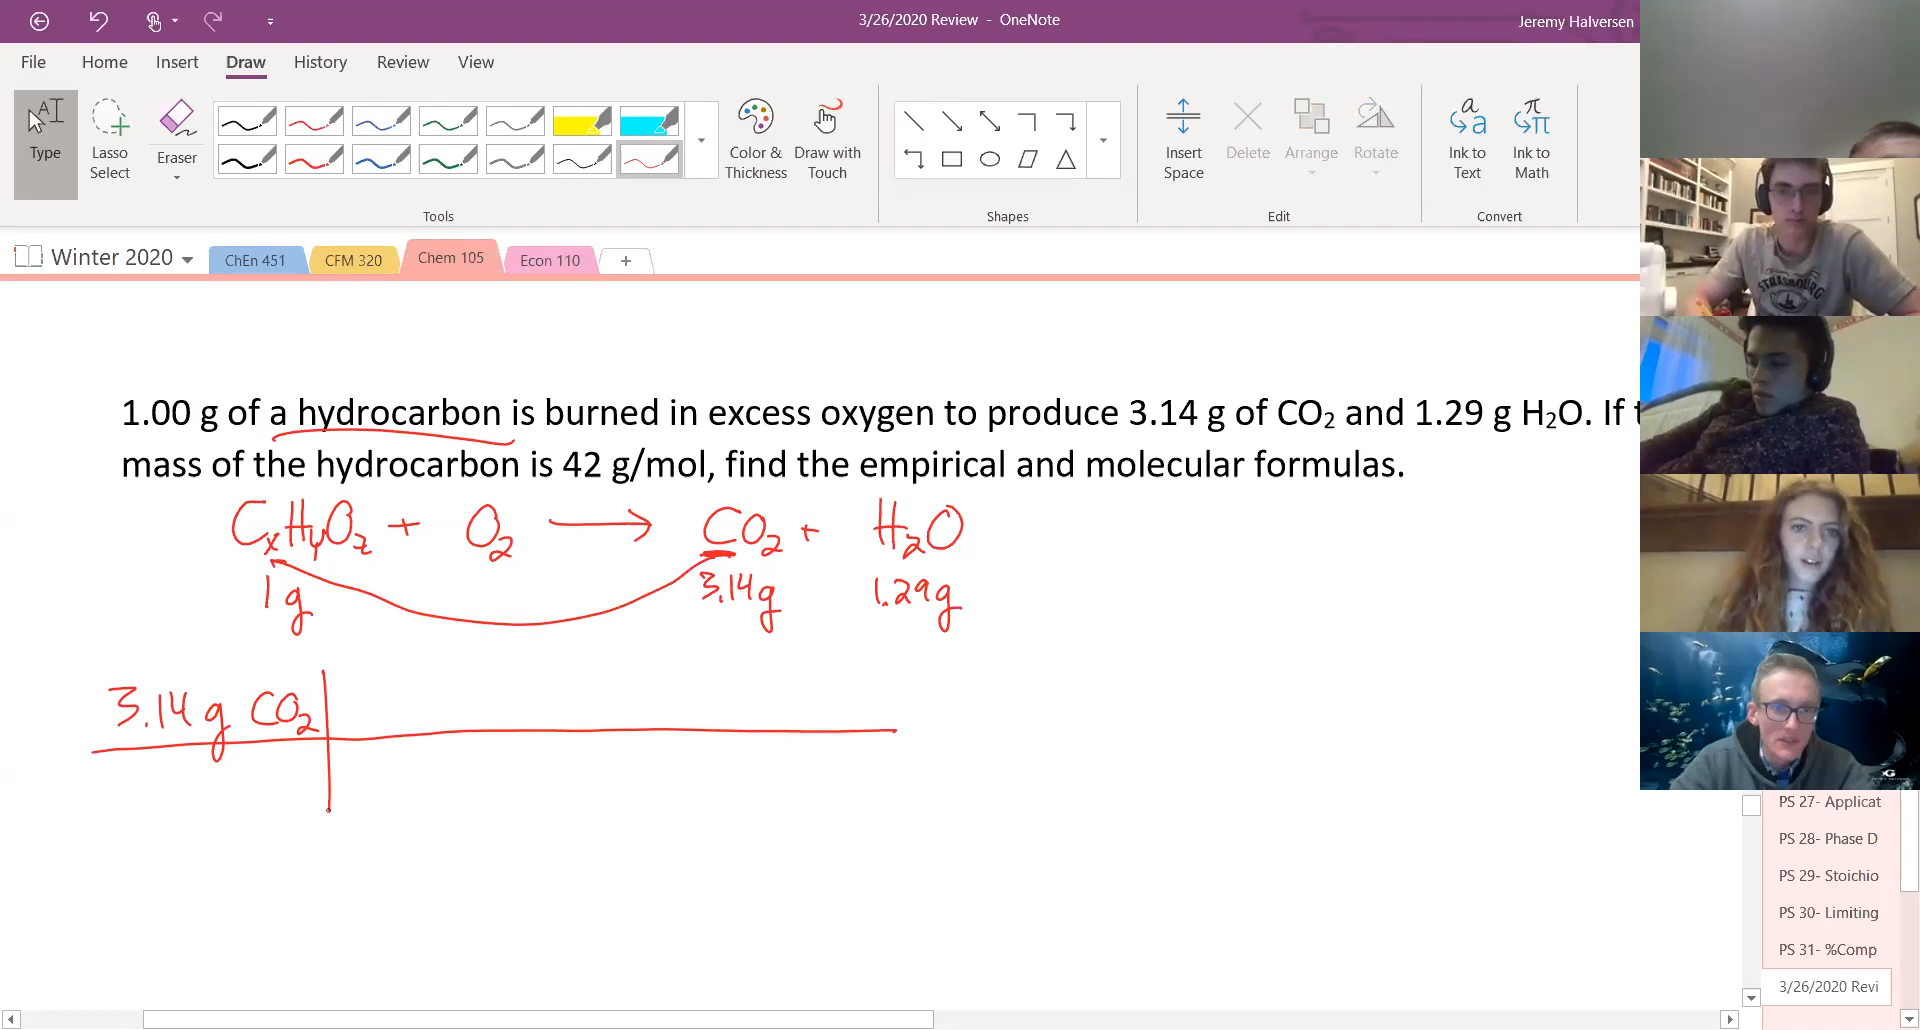 3/26/2020 Review - OneNote
Jeremy Halversen
File Home Insert Draw History Review View
Type
Lasso Select
Eraser
Color & Thickness
Draw with Touch
Insert Space
Delete
Arrange
Rotate
Ink to Text
Ink to Math
Tools
Shapes
Edit
Convert
Winter 2020
ChEn 451
CFM 320
Chem 105
Econ 110
+
1.00 g of a hydrocarbon is burned in excess oxygen to produce 3.14 g of CO₂ and 1.29 g H₂O. If
mass of the hydrocarbon is 42 g/mol, find the empirical and molecular formulas.
CxHyOz + O₂ → CO₂ + H₂O
1g 3.14g 1.29g
3.14 g CO₂
STRASBOURG
PS 27- Applicat
PS 28- Phase D
PS 29- Stoichio
PS 30- Limiting
PS 31- %Comp
3/26/2020 Revi